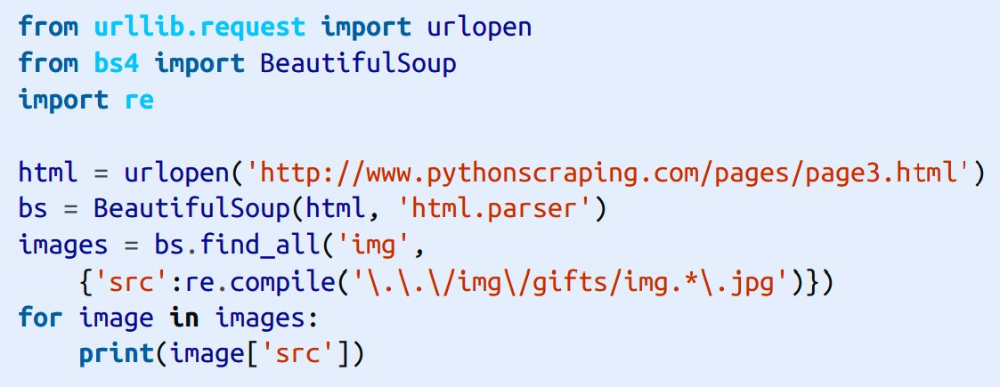 from urllib.request import urlopen
from bs4 import BeautifulSoup
import re
html = urlopen('http://www.pythonscraping.com/pages/page3.html')
bs = BeautifulSoup(html, 'html.parser')
images = bs.find_all('img',
    {'src':re.compile('\.\.\/img\/gifts/img.*\.jpg')})
for image in images:
    print(image['src'])